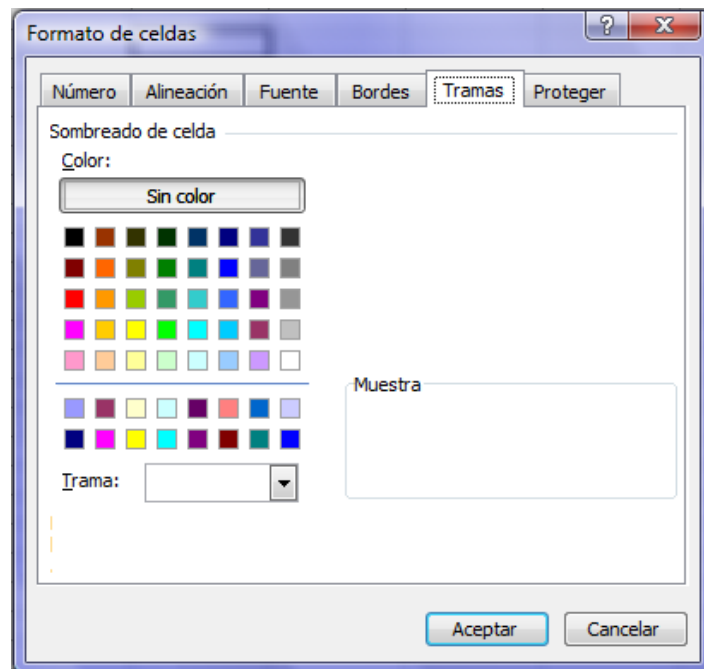 Formato de celdas
Número Alineación Fuente Bordes Tramas Proteger
Sombreado de celda
Color:
Sin color
Muestra
Trama:
Aceptar Cancelar